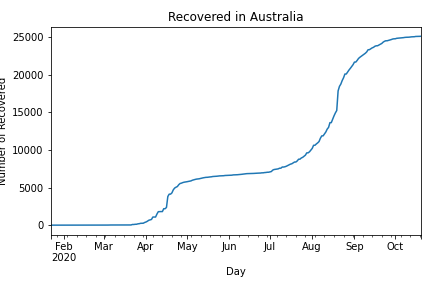 Recovered in Australia
Number of Recovered
25000
20000
15000
10000
5000
0
Feb Mar Apr May Jun Jul Aug Sep Oct
2020
Day